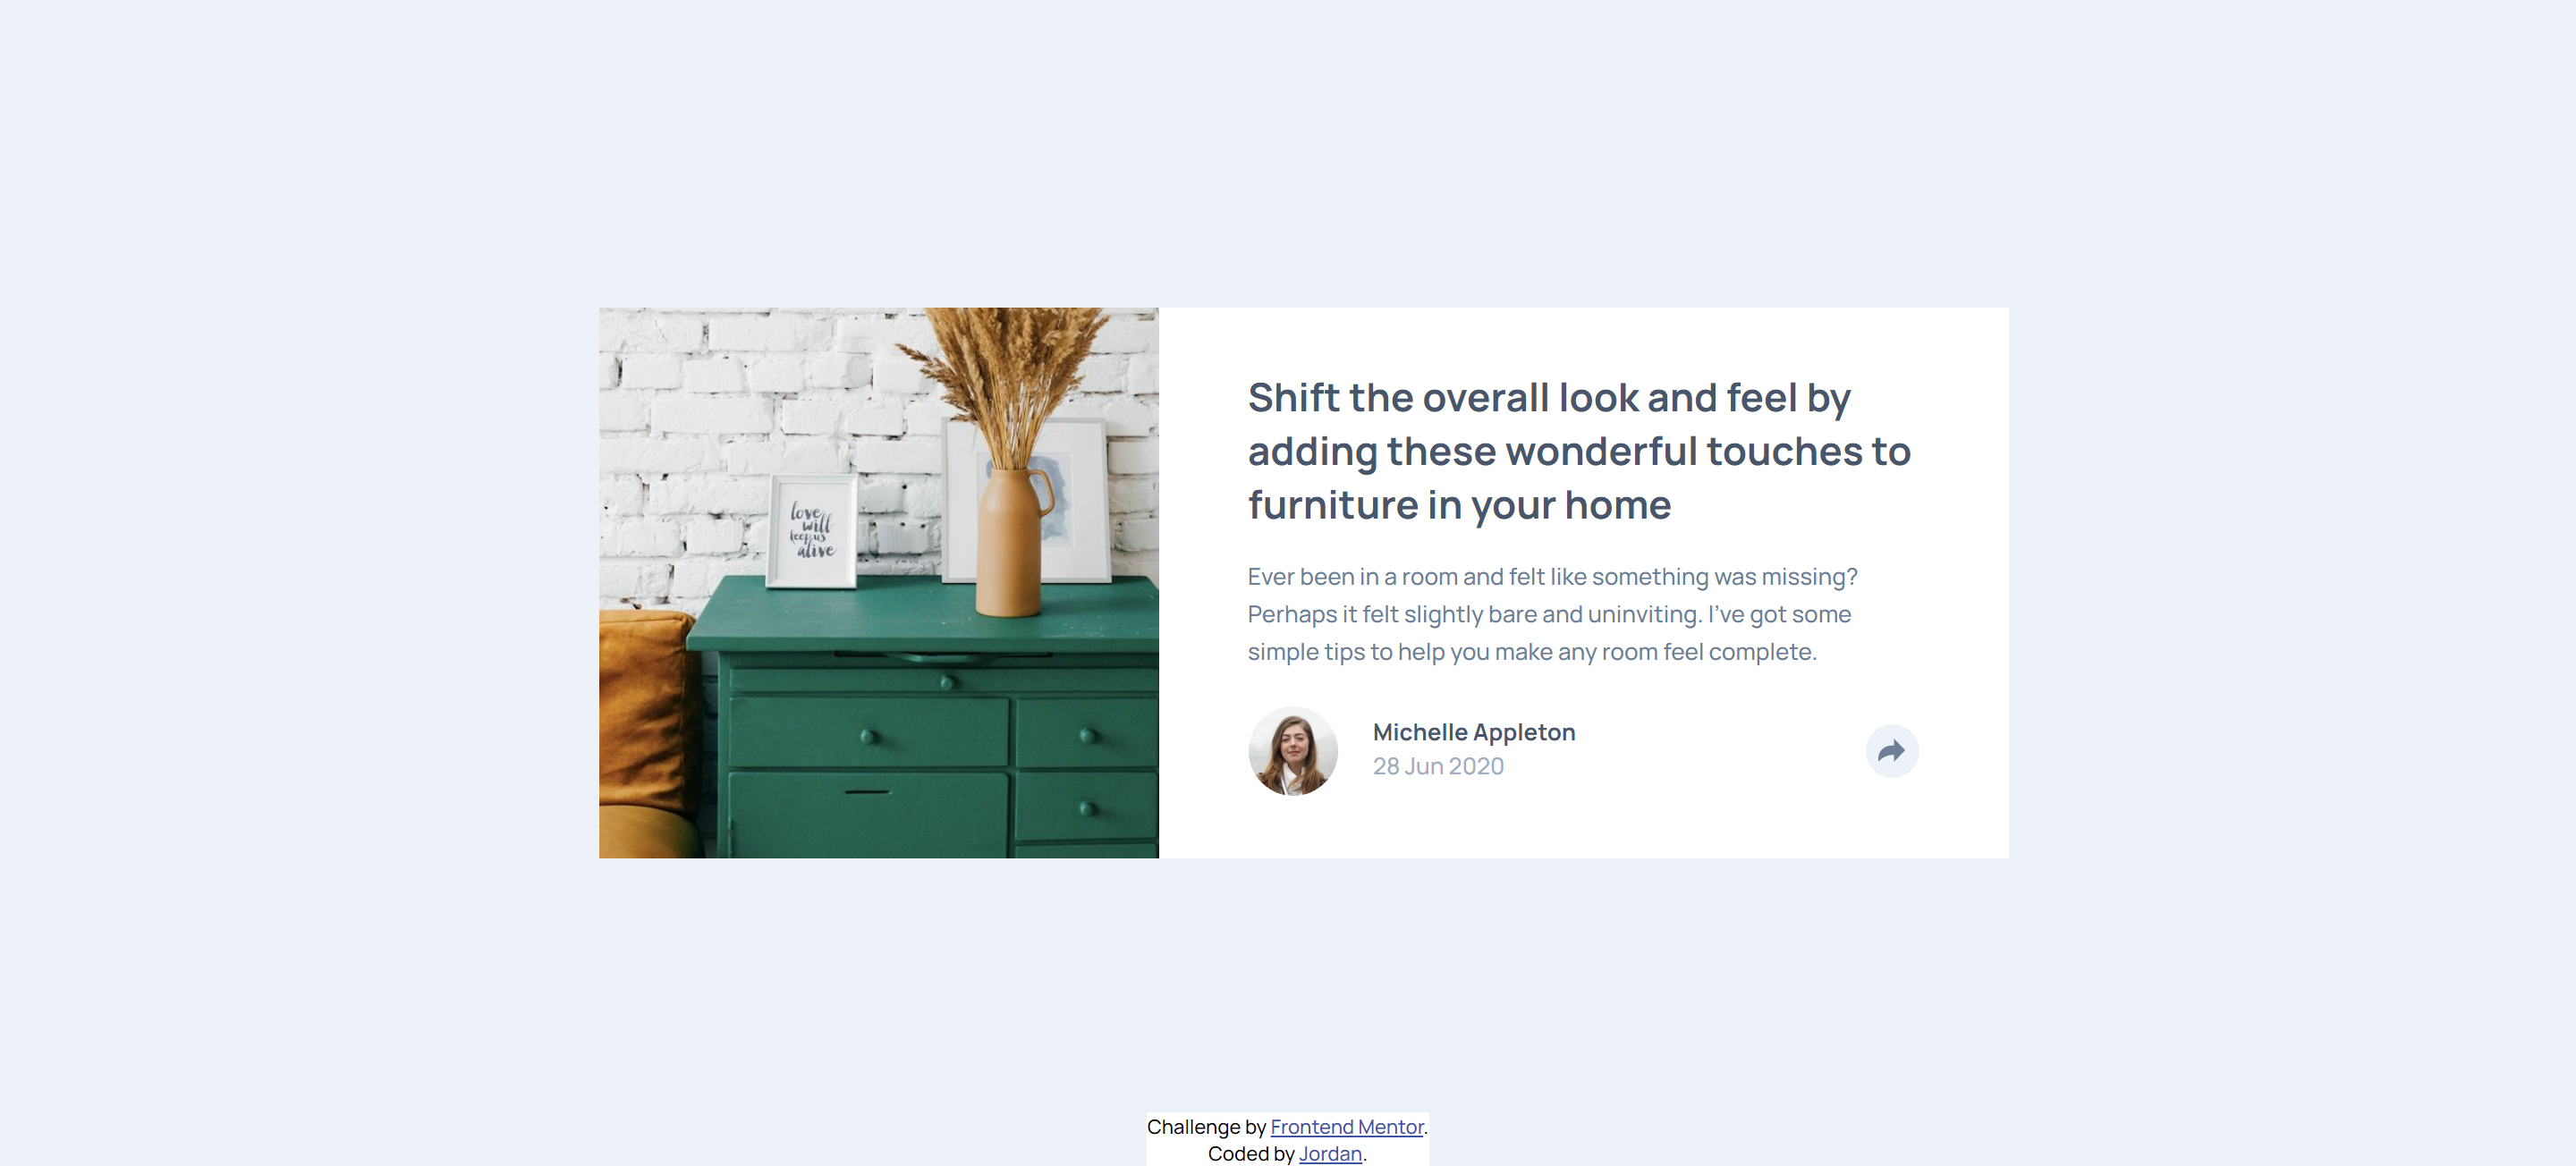 love
will
keep us
alive
Shift the overall look and feel by
adding these wonderful touches to
furniture in your home
Ever been in a room and felt like something was missing?
Perhaps it felt slightly bare and uninviting. I’ve got some
simple tips to help you make any room feel complete.
Michelle Appleton
28 Jun 2020
Challenge by Frontend Mentor.
Coded by Jordan.